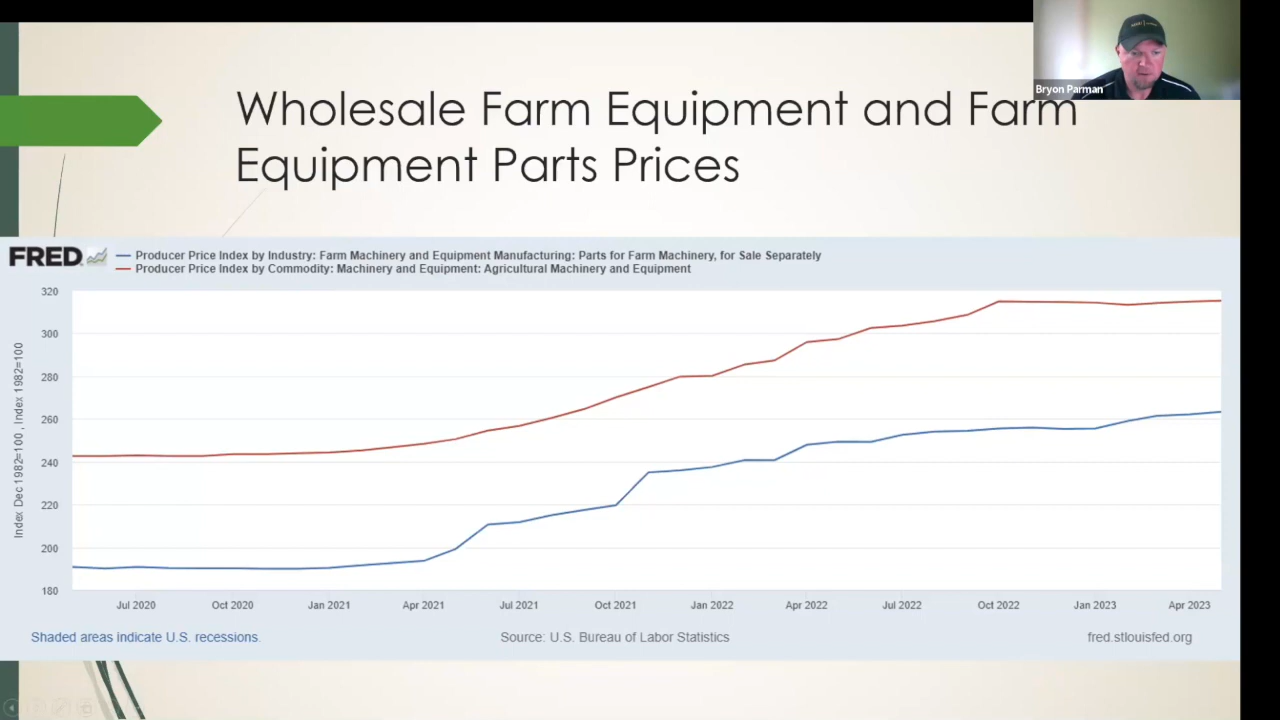 Wholesale Farm Equipment and Farm
Equipment Parts Prices
Bryon Parman
FRED
Producer Price Index by Industry: Farm Machinery and Equipment Manufacturing: Parts for Farm Machinery, for Sale Separately
Producer Price Index by Commodity: Machinery and Equipment: Agricultural Machinery and Equipment
Index Dec 1982=100 , Index 1982=100
320
300
280
260
240
220
200
180
Jul 2020 Oct 2020 Jan 2021 Apr 2021 Jul 2021 Oct 2021 Jan 2022 Apr 2022 Jul 2022 Oct 2022 Jan 2023 Apr 2023
Shaded areas indicate U.S. recessions. Source: U.S. Bureau of Labor Statistics fred.stlouisfed.org